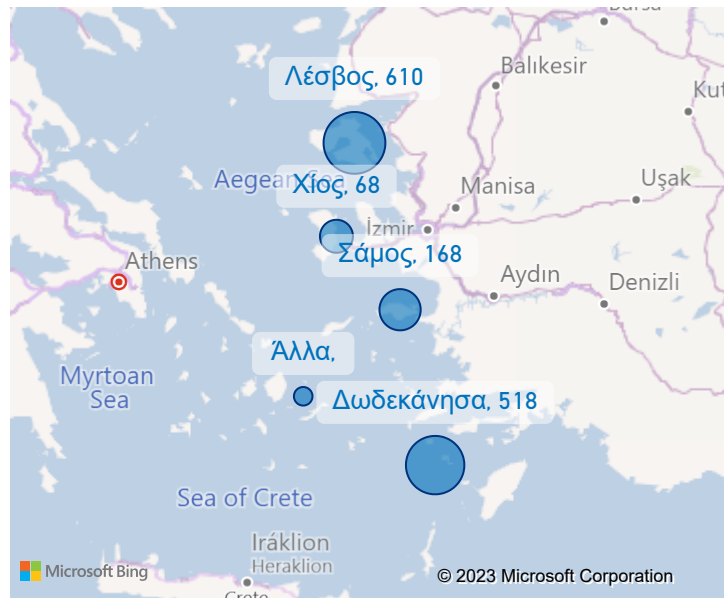 Bursa
Balıkesir
Λέσβος, 610
Aegean Sea
Χίος, 68
Manisa
Uşak
İzmir
Σάμος, 168
Athens
Aydın
Denizli
Άλλα,
Myrtoan
Sea
Δωδεκάνησα, 518
Sea of Crete
Iráklion
Heraklion
Crete
Microsoft Bing
© 2023 Microsoft Corporation